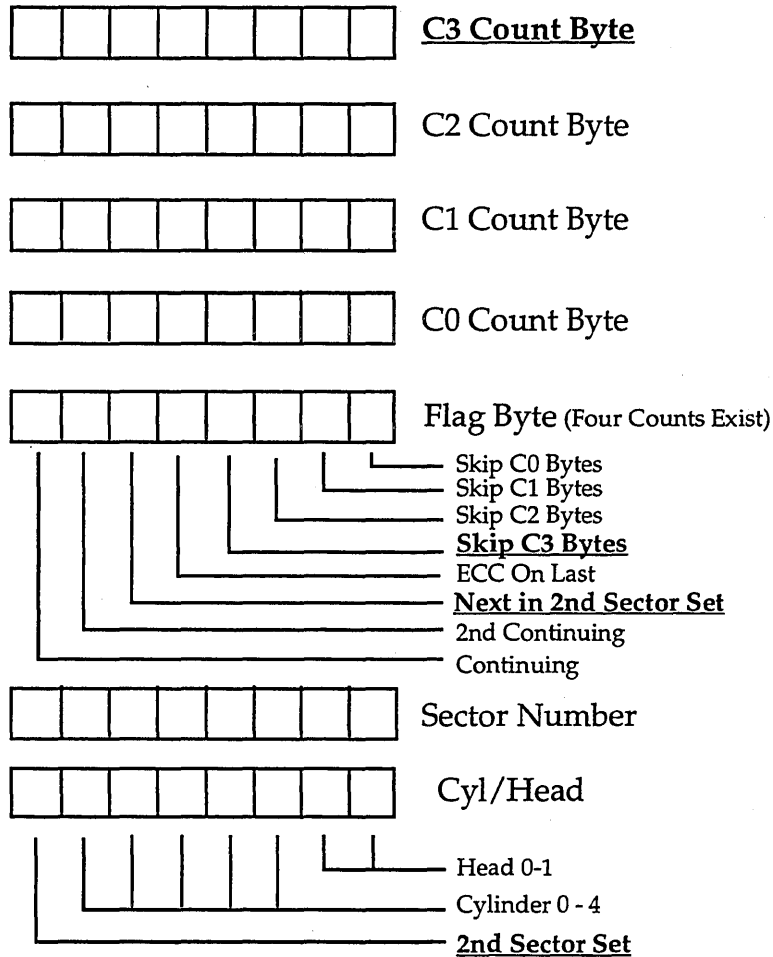 C3 Count Byte
C2 Count Byte
C1 Count Byte
C0 Count Byte
Flag Byte (Four Counts Exist)
Skip C0 Bytes
Skip C1 Bytes
Skip C2 Bytes
Skip C3 Bytes
ECC On Last
Next in 2nd Sector Set
2nd Continuing
Continuing
Sector Number
Cyl/Head
Head 0-1
Cylinder 0 - 4
2nd Sector Set